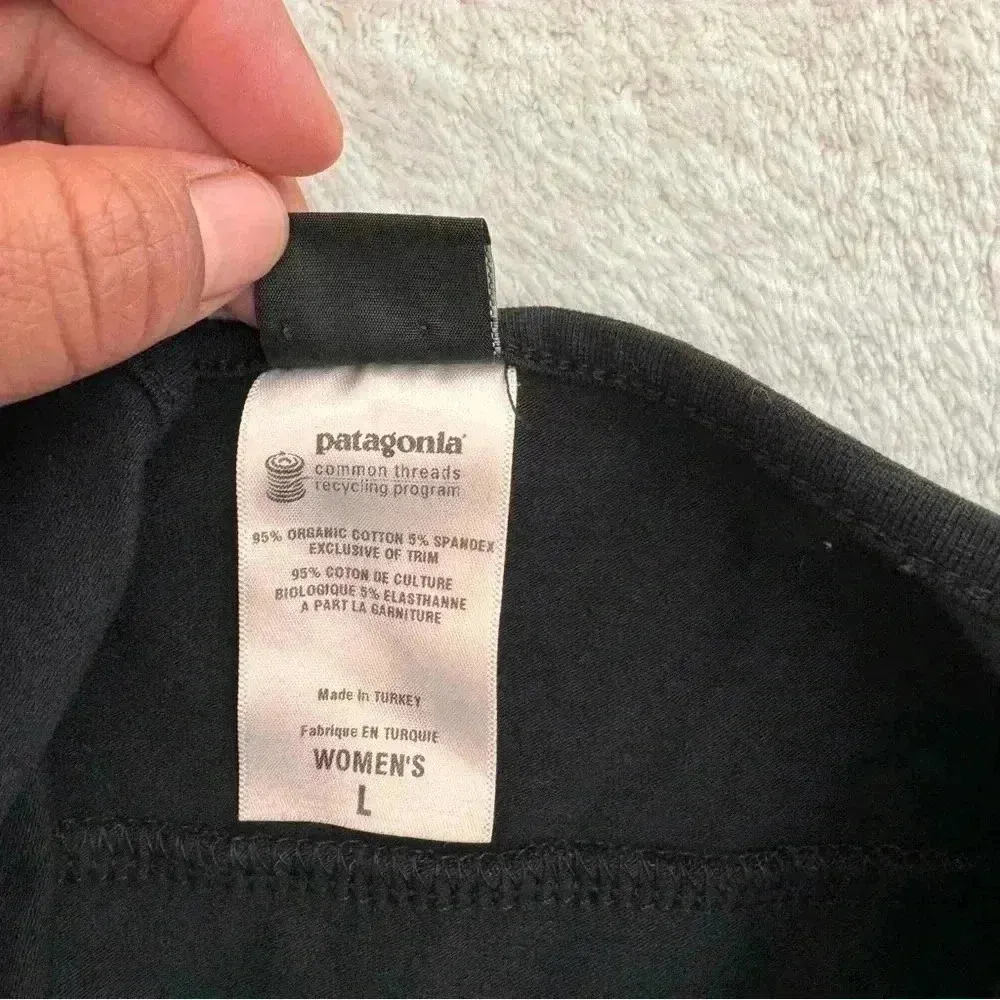 patagonia
common threads
recycling program
95% ORGANIC COTTON 5% SPANDEX
EXCLUSIVE OF TRIM
95% COTON DE CULTURE
BIOLOGIQUE 5% ELASTHANNE
A PART LA GARNITURE
Made in TURKEY
Fabrique EN TURQUIE
WOMEN'S
L